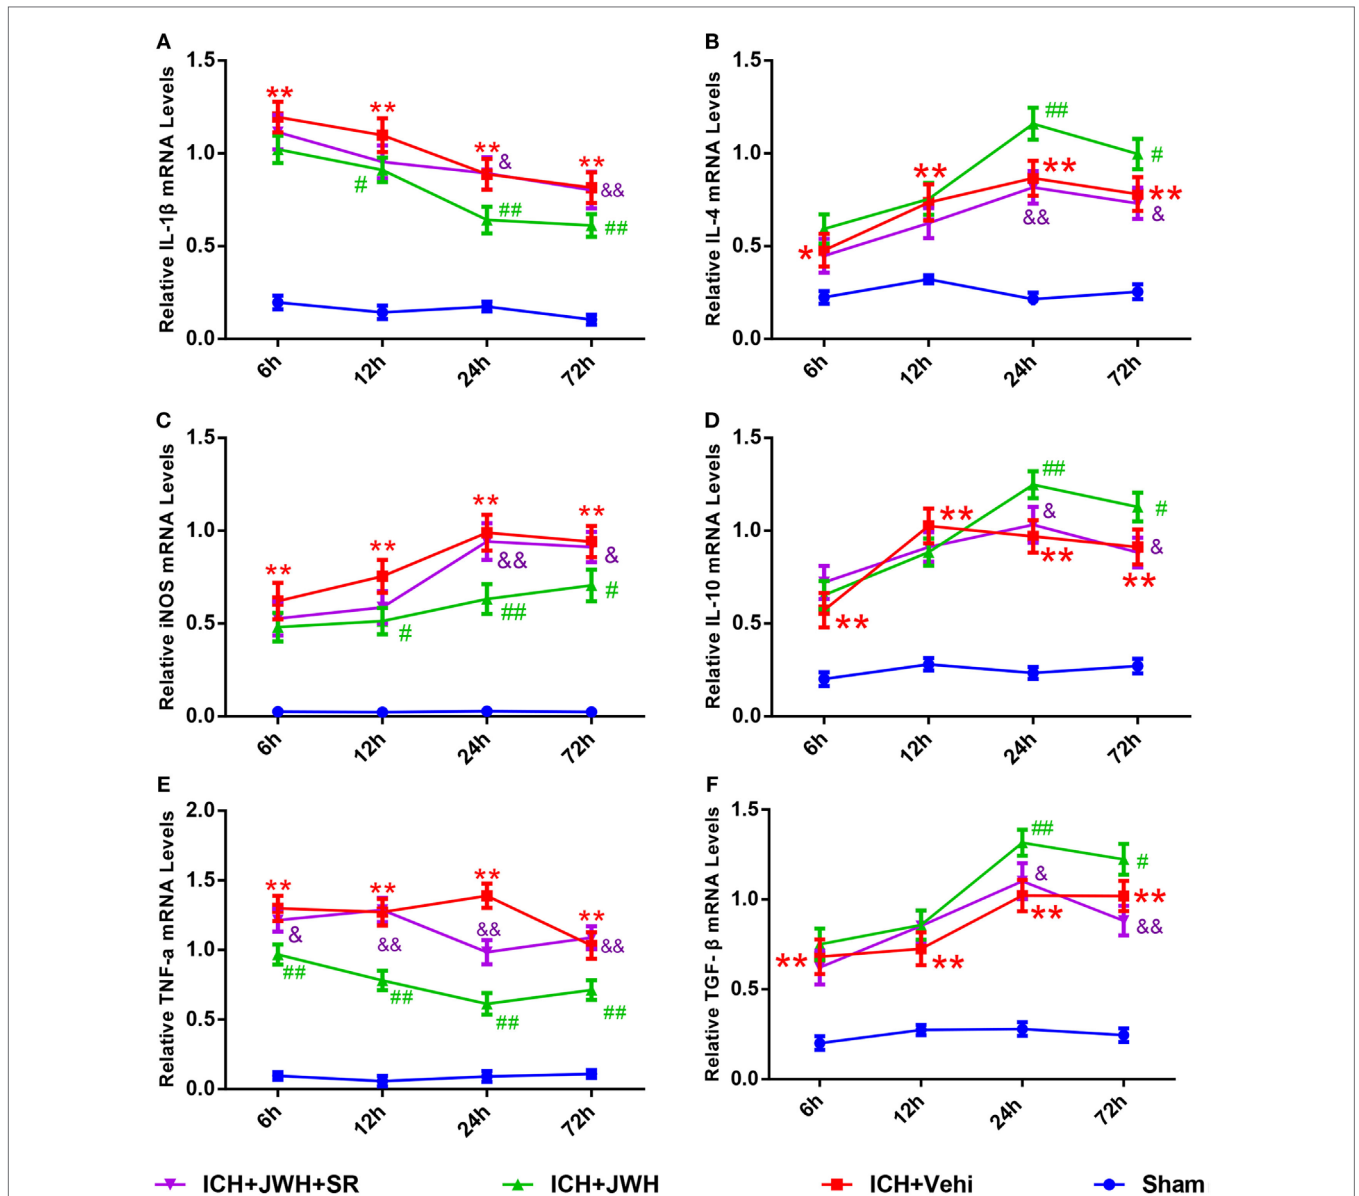 A
Relative IL-1β mRNA Levels
1.5
1.0
0.5
0.0
** ** ** **
& &&
# ## ##
6h 12h 24h 72h
B
Relative IL-4 mRNA Levels
1.5
1.0
0.5
0.0
## #
* ** ** **
&& &
6h 12h 24h 72h
C
Relative iNOS mRNA Levels
1.5
1.0
0.5
0.0
** ** ** **
&& &
# ## #
6h 12h 24h 72h
D
Relative IL-10 mRNA Levels
1.5
1.0
0.5
0.0
## #
& &
** ** ** **
6h 12h 24h 72h
E
Relative TNF-a mRNA Levels
2.0
1.5
1.0
0.5
0.0
** ** ** **
& && && &&
## ## ## ##
6h 12h 24h 72h
F
Relative TGF- β mRNA Levels
1.5
1.0
0.5
0.0
## #
& &&
** ** ** **
6h 12h 24h 72h
ICH+JWH+SR ICH+JWH ICH+Vehi Sham